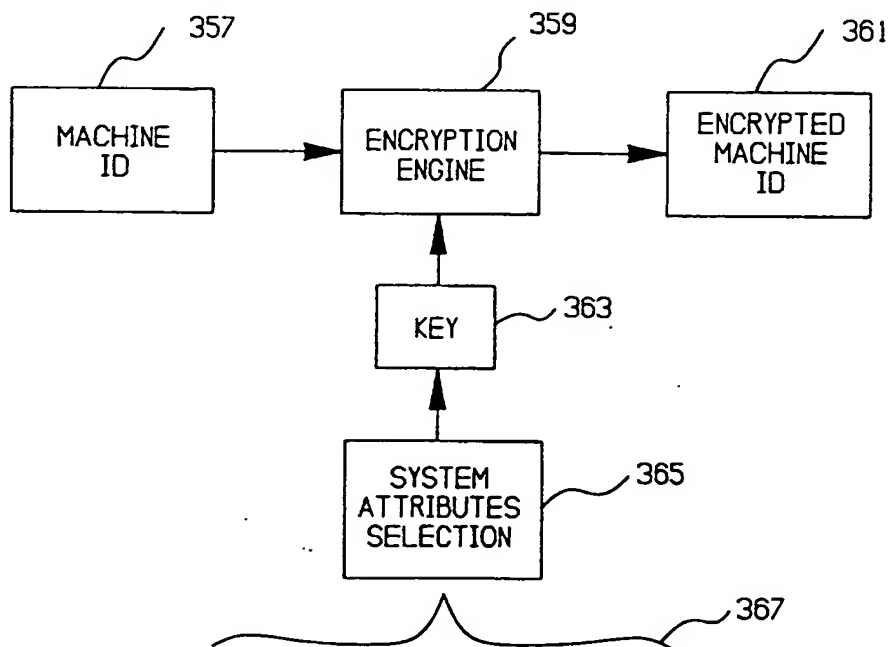 357
359
361
MACHINE
ID
ENCRYPTION
ENGINE
ENCRYPTED
MACHINE
ID
KEY
363
SYSTEM
ATTRIBUTES
SELECTION
365
367